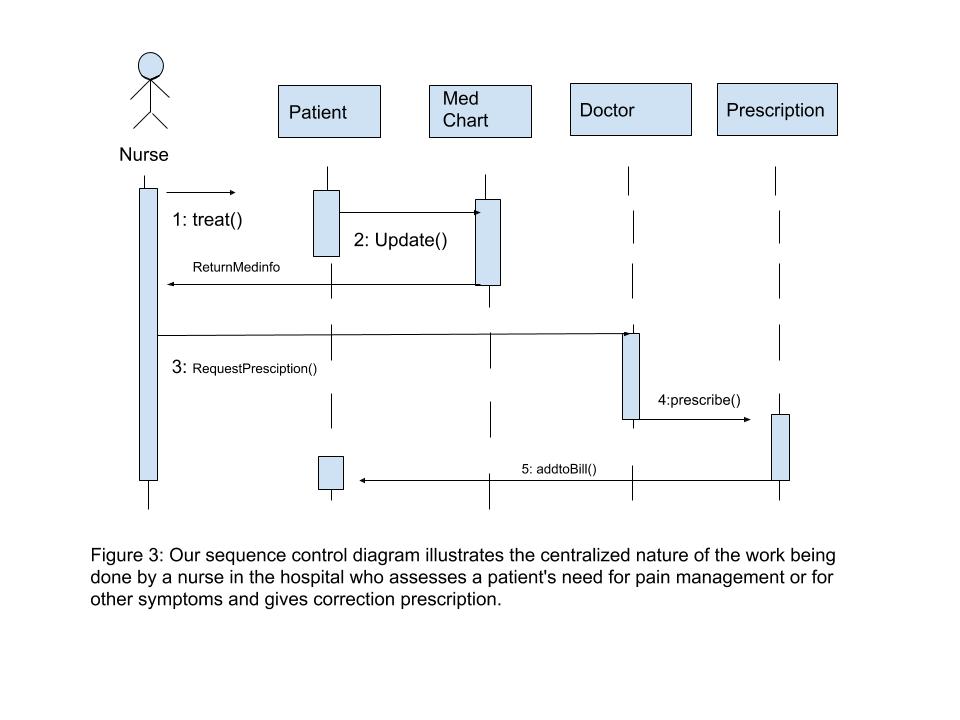 Patient
Med
Chart
Doctor
Prescription
Nurse
1: treat()
2: Update()
ReturnMedinfo
3: RequestPresciption()
4:prescribe()
5: addtoBill()
Figure 3: Our sequence control diagram illustrates the centralized nature of the work being
done by a nurse in the hospital who assesses a patient's need for pain management or for
other symptoms and gives correction prescription.